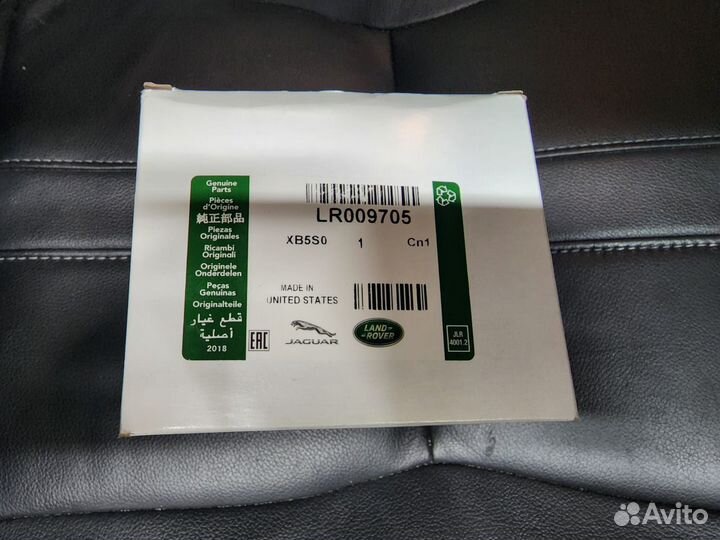 Genuine
Parts
Pièces
d'Origine
純正部品
Piezas
Originales
Ricambi
Originali
Originele
Onderdelen
Peças
Genuínas
Originalteile
قطع غيار
أصلية
2018
LR009705
XB5S0 1 Cn1
MADE IN
UNITED STATES
EAC
JAGUAR
LAND-
-ROVER
JLR
4001.2
Avito